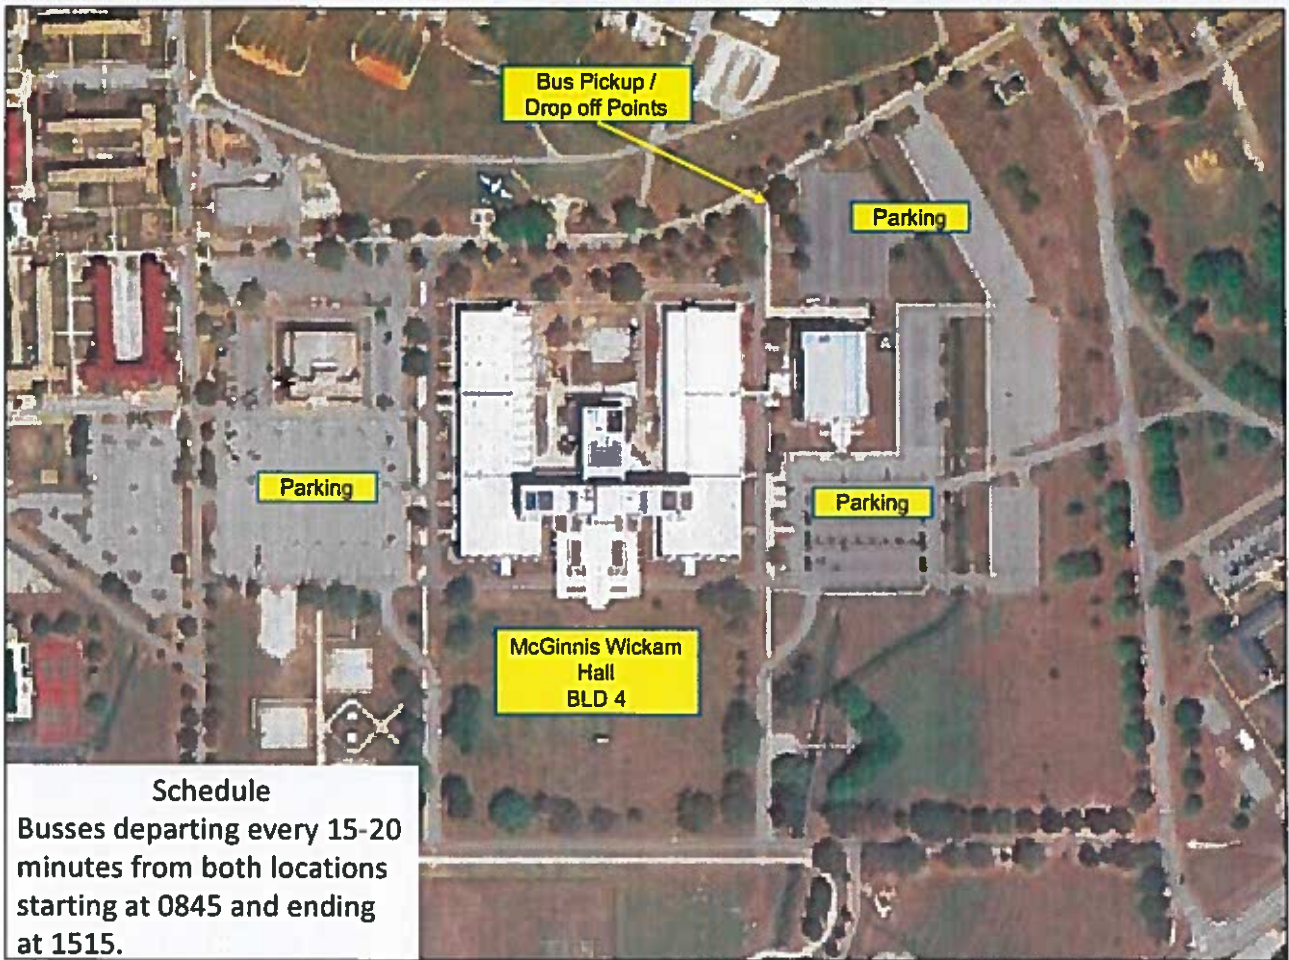 Bus Pickup /
Drop off Points
Parking
Parking
Parking
McGinnis Wickam
Hall
BLD 4
Schedule
Busses departing every 15-20
minutes from both locations
starting at 0845 and ending
at 1515.